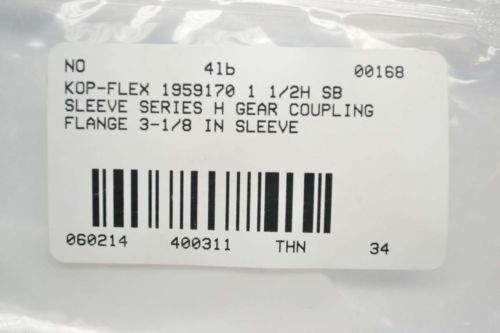 NO 4lb 00168
KOP-FLEX 1959170 1 1/2H SB
SLEEVE SERIES H GEAR COUPLING
FLANGE 3-1/8 IN SLEEVE
060214 400311 THN 34